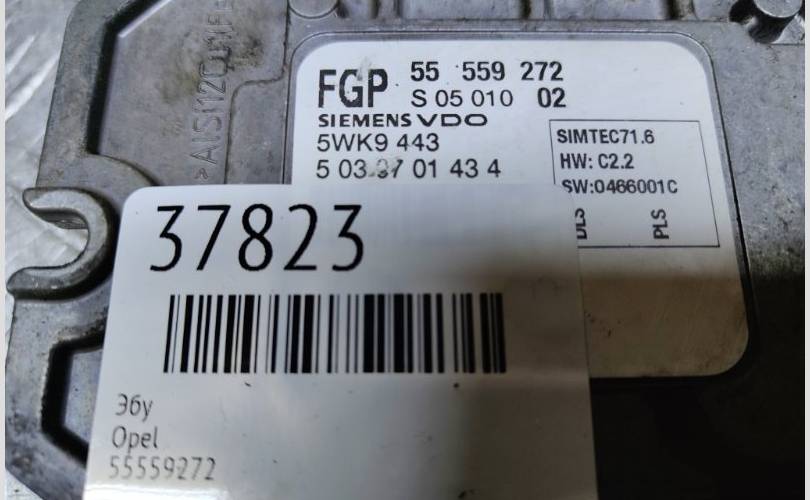 FGP 55 559 272
S 05 010 02
SIEMENS VDO
5WK9 443
5 03 37 01 43 4
SIMTEC71.6
HW: C2.2
SW:0466001C
PLS
37823
Эбу
Opel
55559272